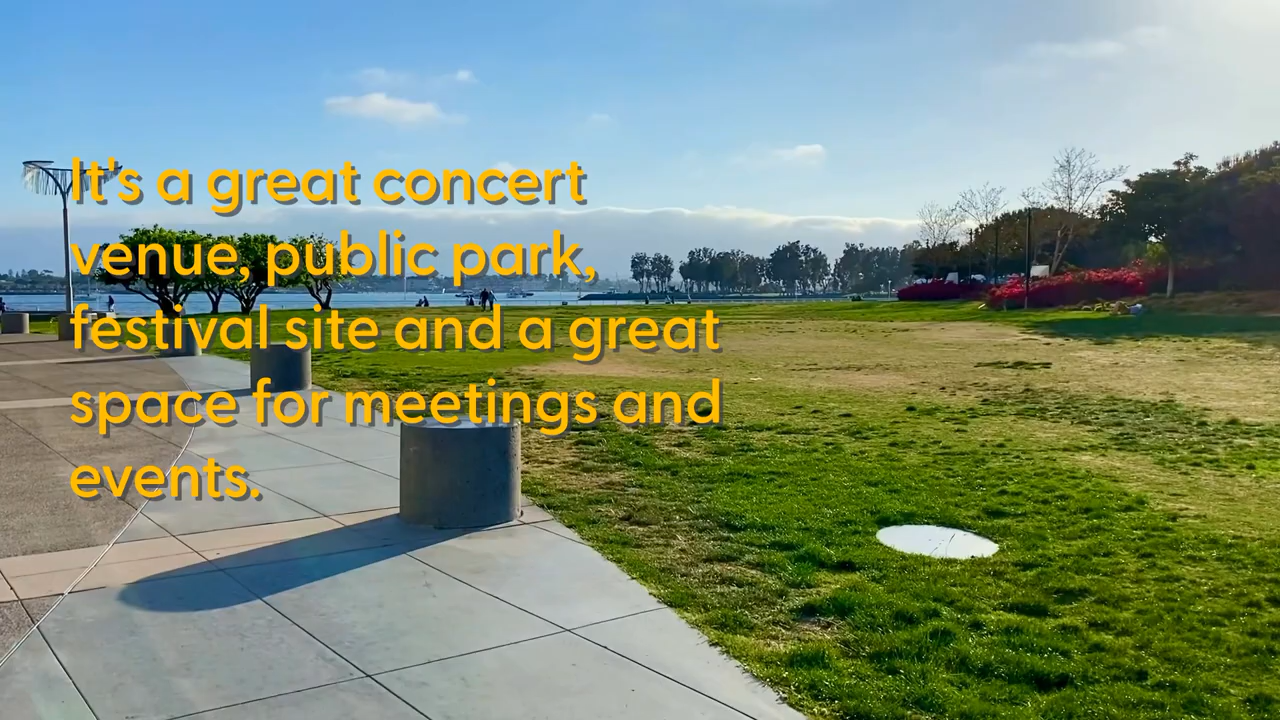 It's a great concert
venue, public park,
festival site and a great
space for meetings and
events.